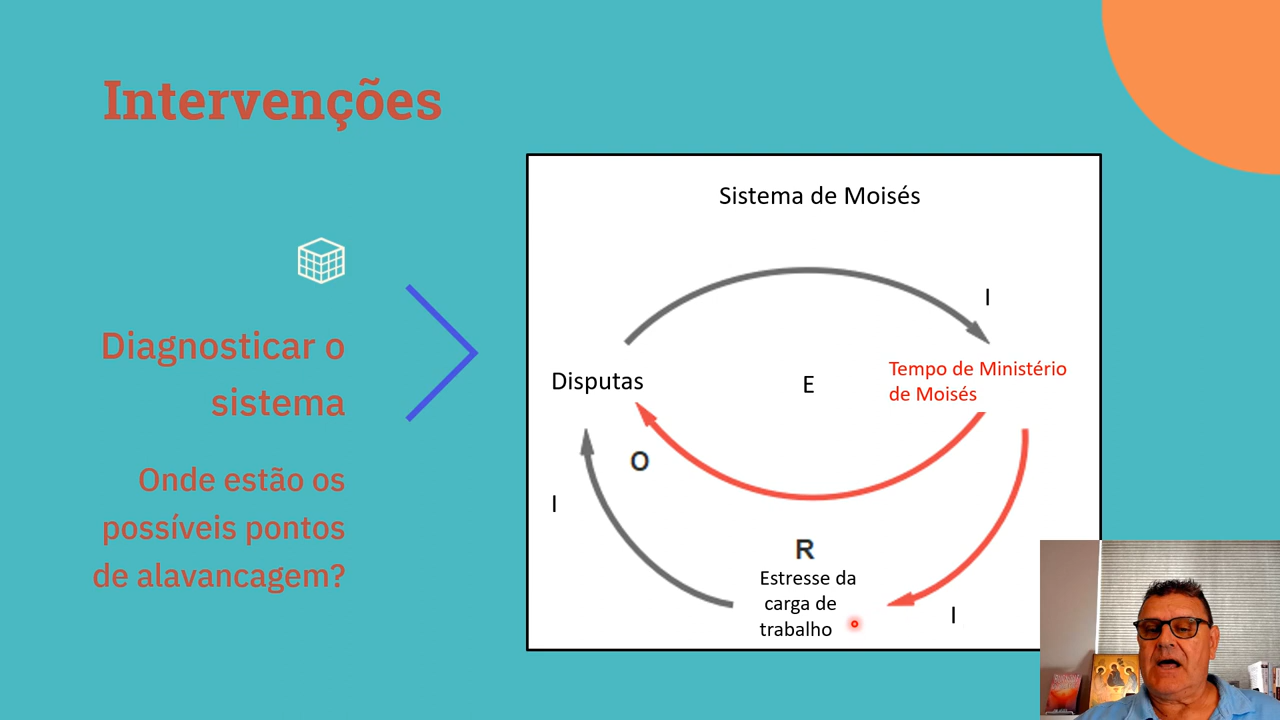 Intervenções
Diagnosticar o
sistema
Onde estão os
possíveis pontos
de alavancagem?
Sistema de Moisés
I
Disputas
E
Tempo de Ministério
de Moisés
O
I
R
Estresse da
carga de
trabalho
I